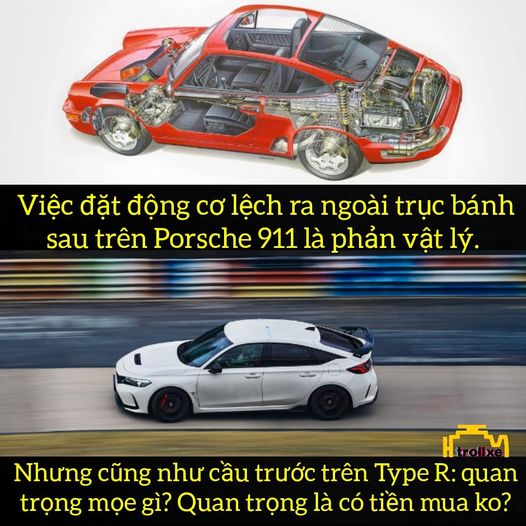 Việc đặt động cơ lệch ra ngoài trục bánh
sau trên Porsche 911 là phản vật lý.
trollxe
Nhưng cũng như cầu trước trên Type R: quan
trọng mẹo gì? Quan trọng là có tiền mua ko?